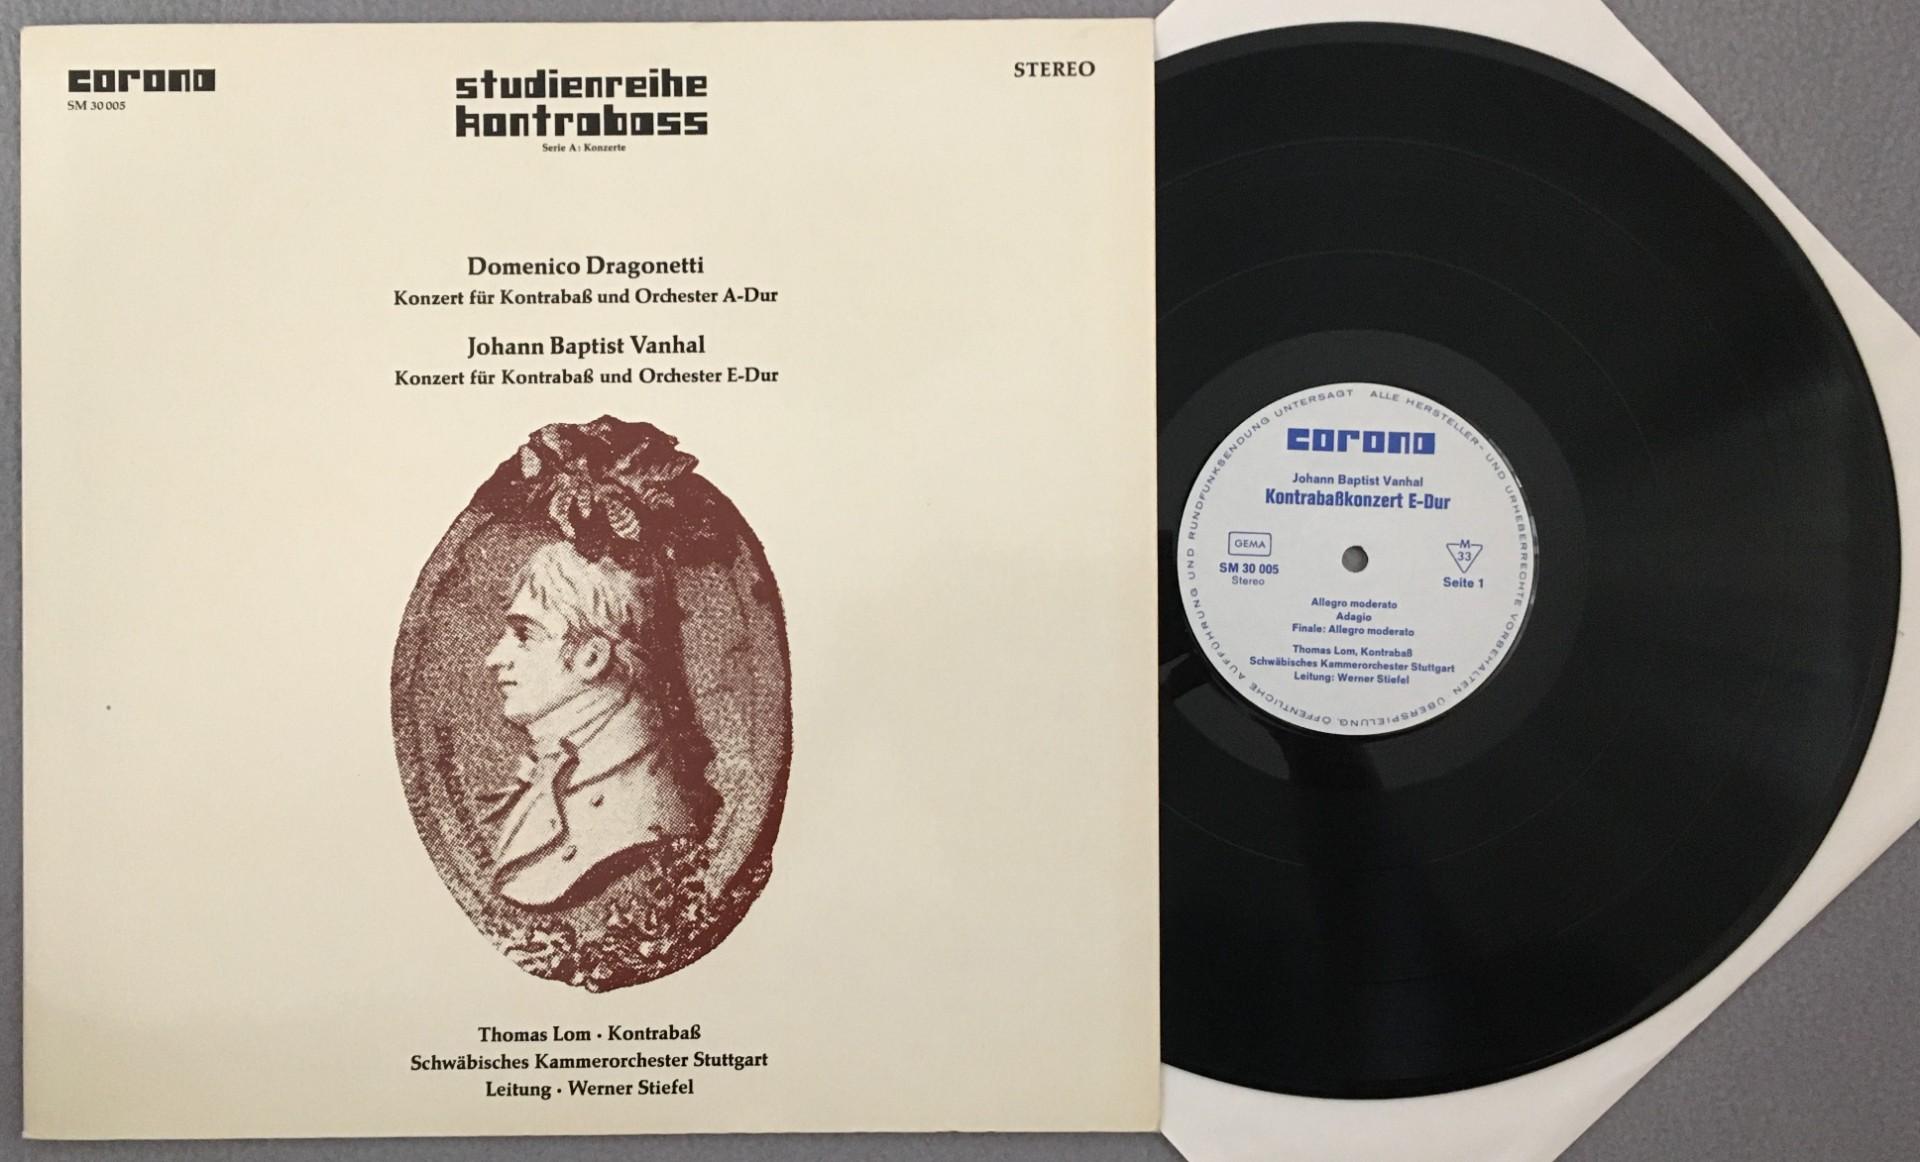 corona
SM 30 005
studienreihe
kontrabass
Serie A: Konzerte
STEREO
Domenico Dragonetti
Konzert für Kontrabaß und Orchester A-Dur
Johann Baptist Vanhal
Konzert für Kontrabaß und Orchester E-Dur
Thomas Lom · Kontrabaß
Schwäbisches Kammerorchester Stuttgart
Leitung · Werner Stiefel
ALLE HERSTELLER- UND URHEBERRECHTE VORBEHALTEN ÜBERSPIELUNG, ÖFFENTLICHE AUFFÜHRUNG UND RUNDFUNKSENDUNG UNTERSAGT
corona
Johann Baptist Vanhal
Kontrabaßkonzert E-Dur
GEMA
SM 30 005
Stereo
M
33
Seite 1
Allegro moderato
Adagio
Finale: Allegro moderato
Thomas Lom, Kontrabaß
Schwäbisches Kammerorchester Stuttgart
Leitung: Werner Stiefel